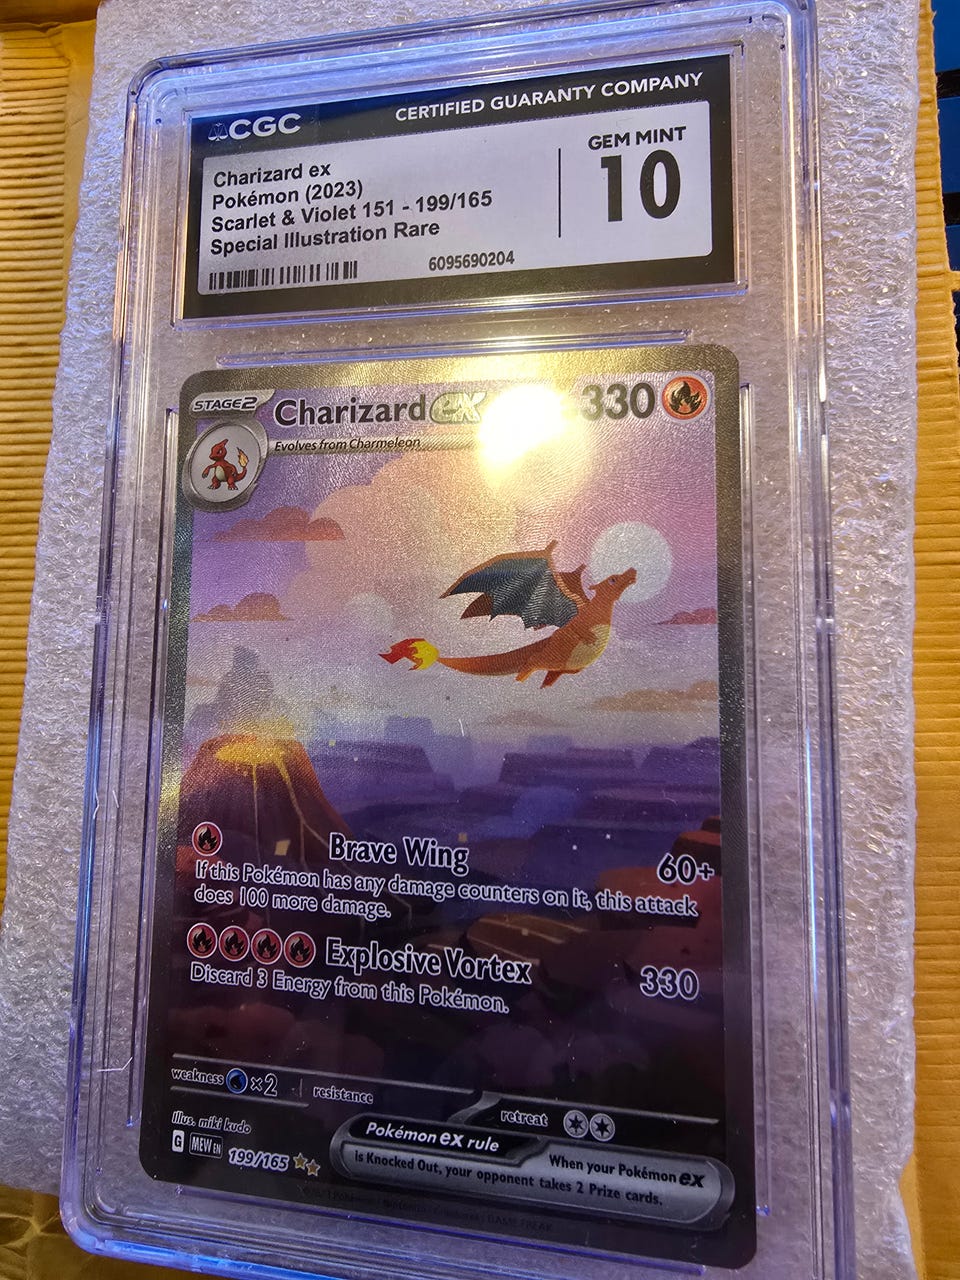 CGC
CERTIFIED GUARANTY COMPANY
Charizard ex
Pokémon (2023)
Scarlet & Violet 151 - 199/165
Special Illustration Rare
6095690204
GEM MINT
10
STAGE2
Charizard ex
330
Evolves from Charmeleon
Brave Wing
60+
If this Pokémon has any damage counters on it, this attack
does 100 more damage.
Explosive Vortex
330
Discard 3 Energy from this Pokémon.
weakness
×2
resistance
retreat
Illus. miki kudo
G
MEW EN
199/165
Pokémon ex rule
When your Pokémon ex
is Knocked Out, your opponent takes 2 Prize cards.
GAME FREAK